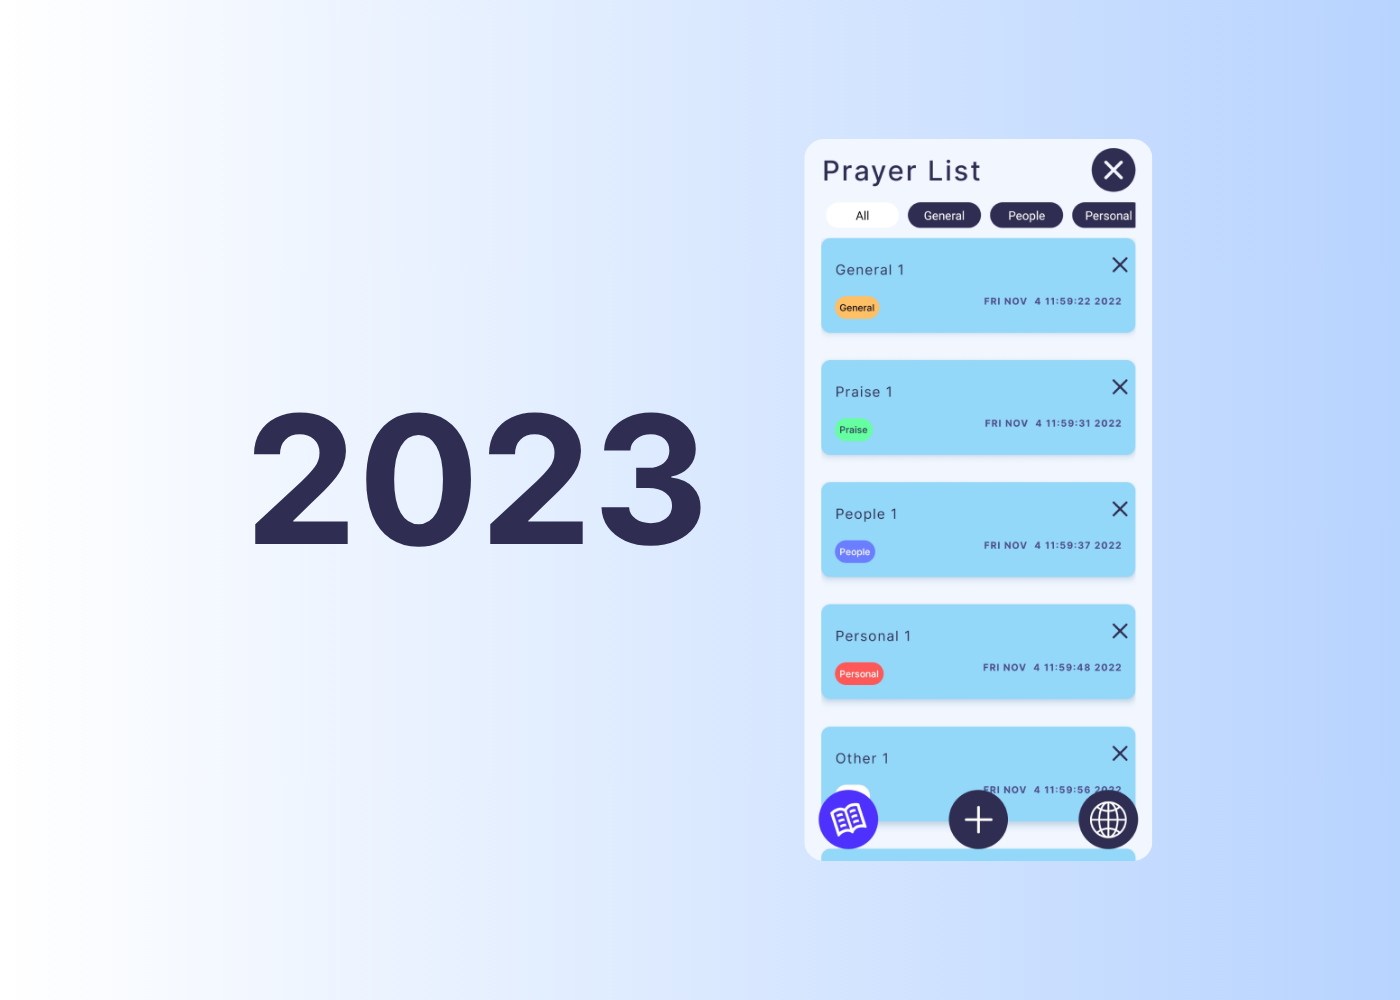 2023
Prayer List
All General People Personal
General 1
General FRI NOV 4 11:59:22 2022
Praise 1
Praise FRI NOV 4 11:59:31 2022
People 1
People FRI NOV 4 11:59:37 2022
Personal 1
Personal FRI NOV 4 11:59:48 2022
Other 1
FRI NOV 4 11:59:56 2022